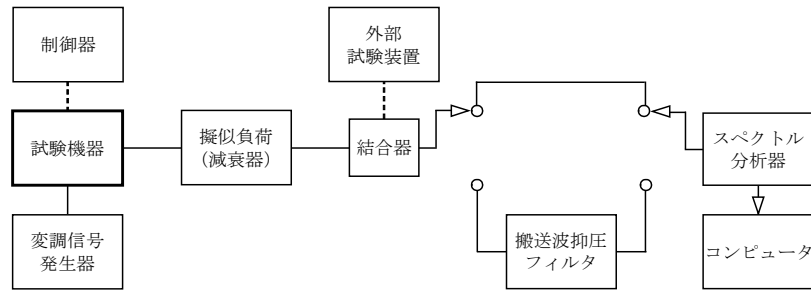 制御器
外部
試験装置
試験機器
擬似負荷
（減衰器）
結合器
スペクトル
分析器
変調信号
発生器
搬送波抑圧
フィルタ
コンピュータ